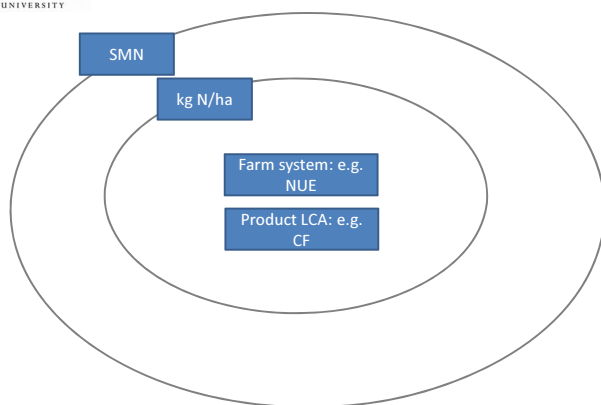 UNIVERSITY
SMN
kg N/ha
Farm system: e.g.
NUE
Product LCA: e.g.
CF